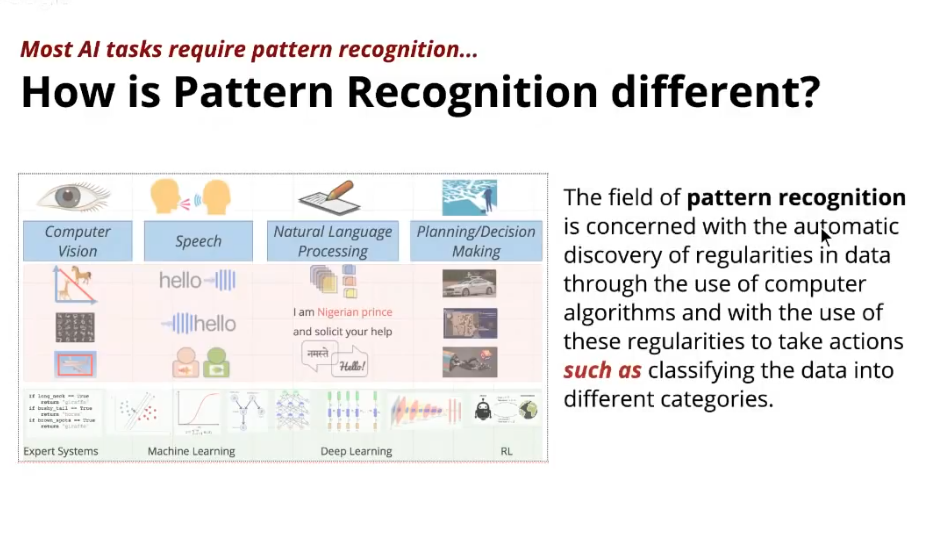 Most AI tasks require pattern recognition...
How is Pattern Recognition different?
Computer
Vision
Speech
Natural Language
Processing
Planning/Decision
Making
hello
hello
I am Nigerian prince
and solicit your help
नमस्ते
Hello!
if long_neck == True
return "giraffe"
if bushy_tail == True
return "horse"
if brown_spots == True
return "giraffe"
Expert Systems
Machine Learning
Deep Learning
RL
The field of pattern recognition
is concerned with the automatic
discovery of regularities in data
through the use of computer
algorithms and with the use of
these regularities to take actions
such as classifying the data into
different categories.